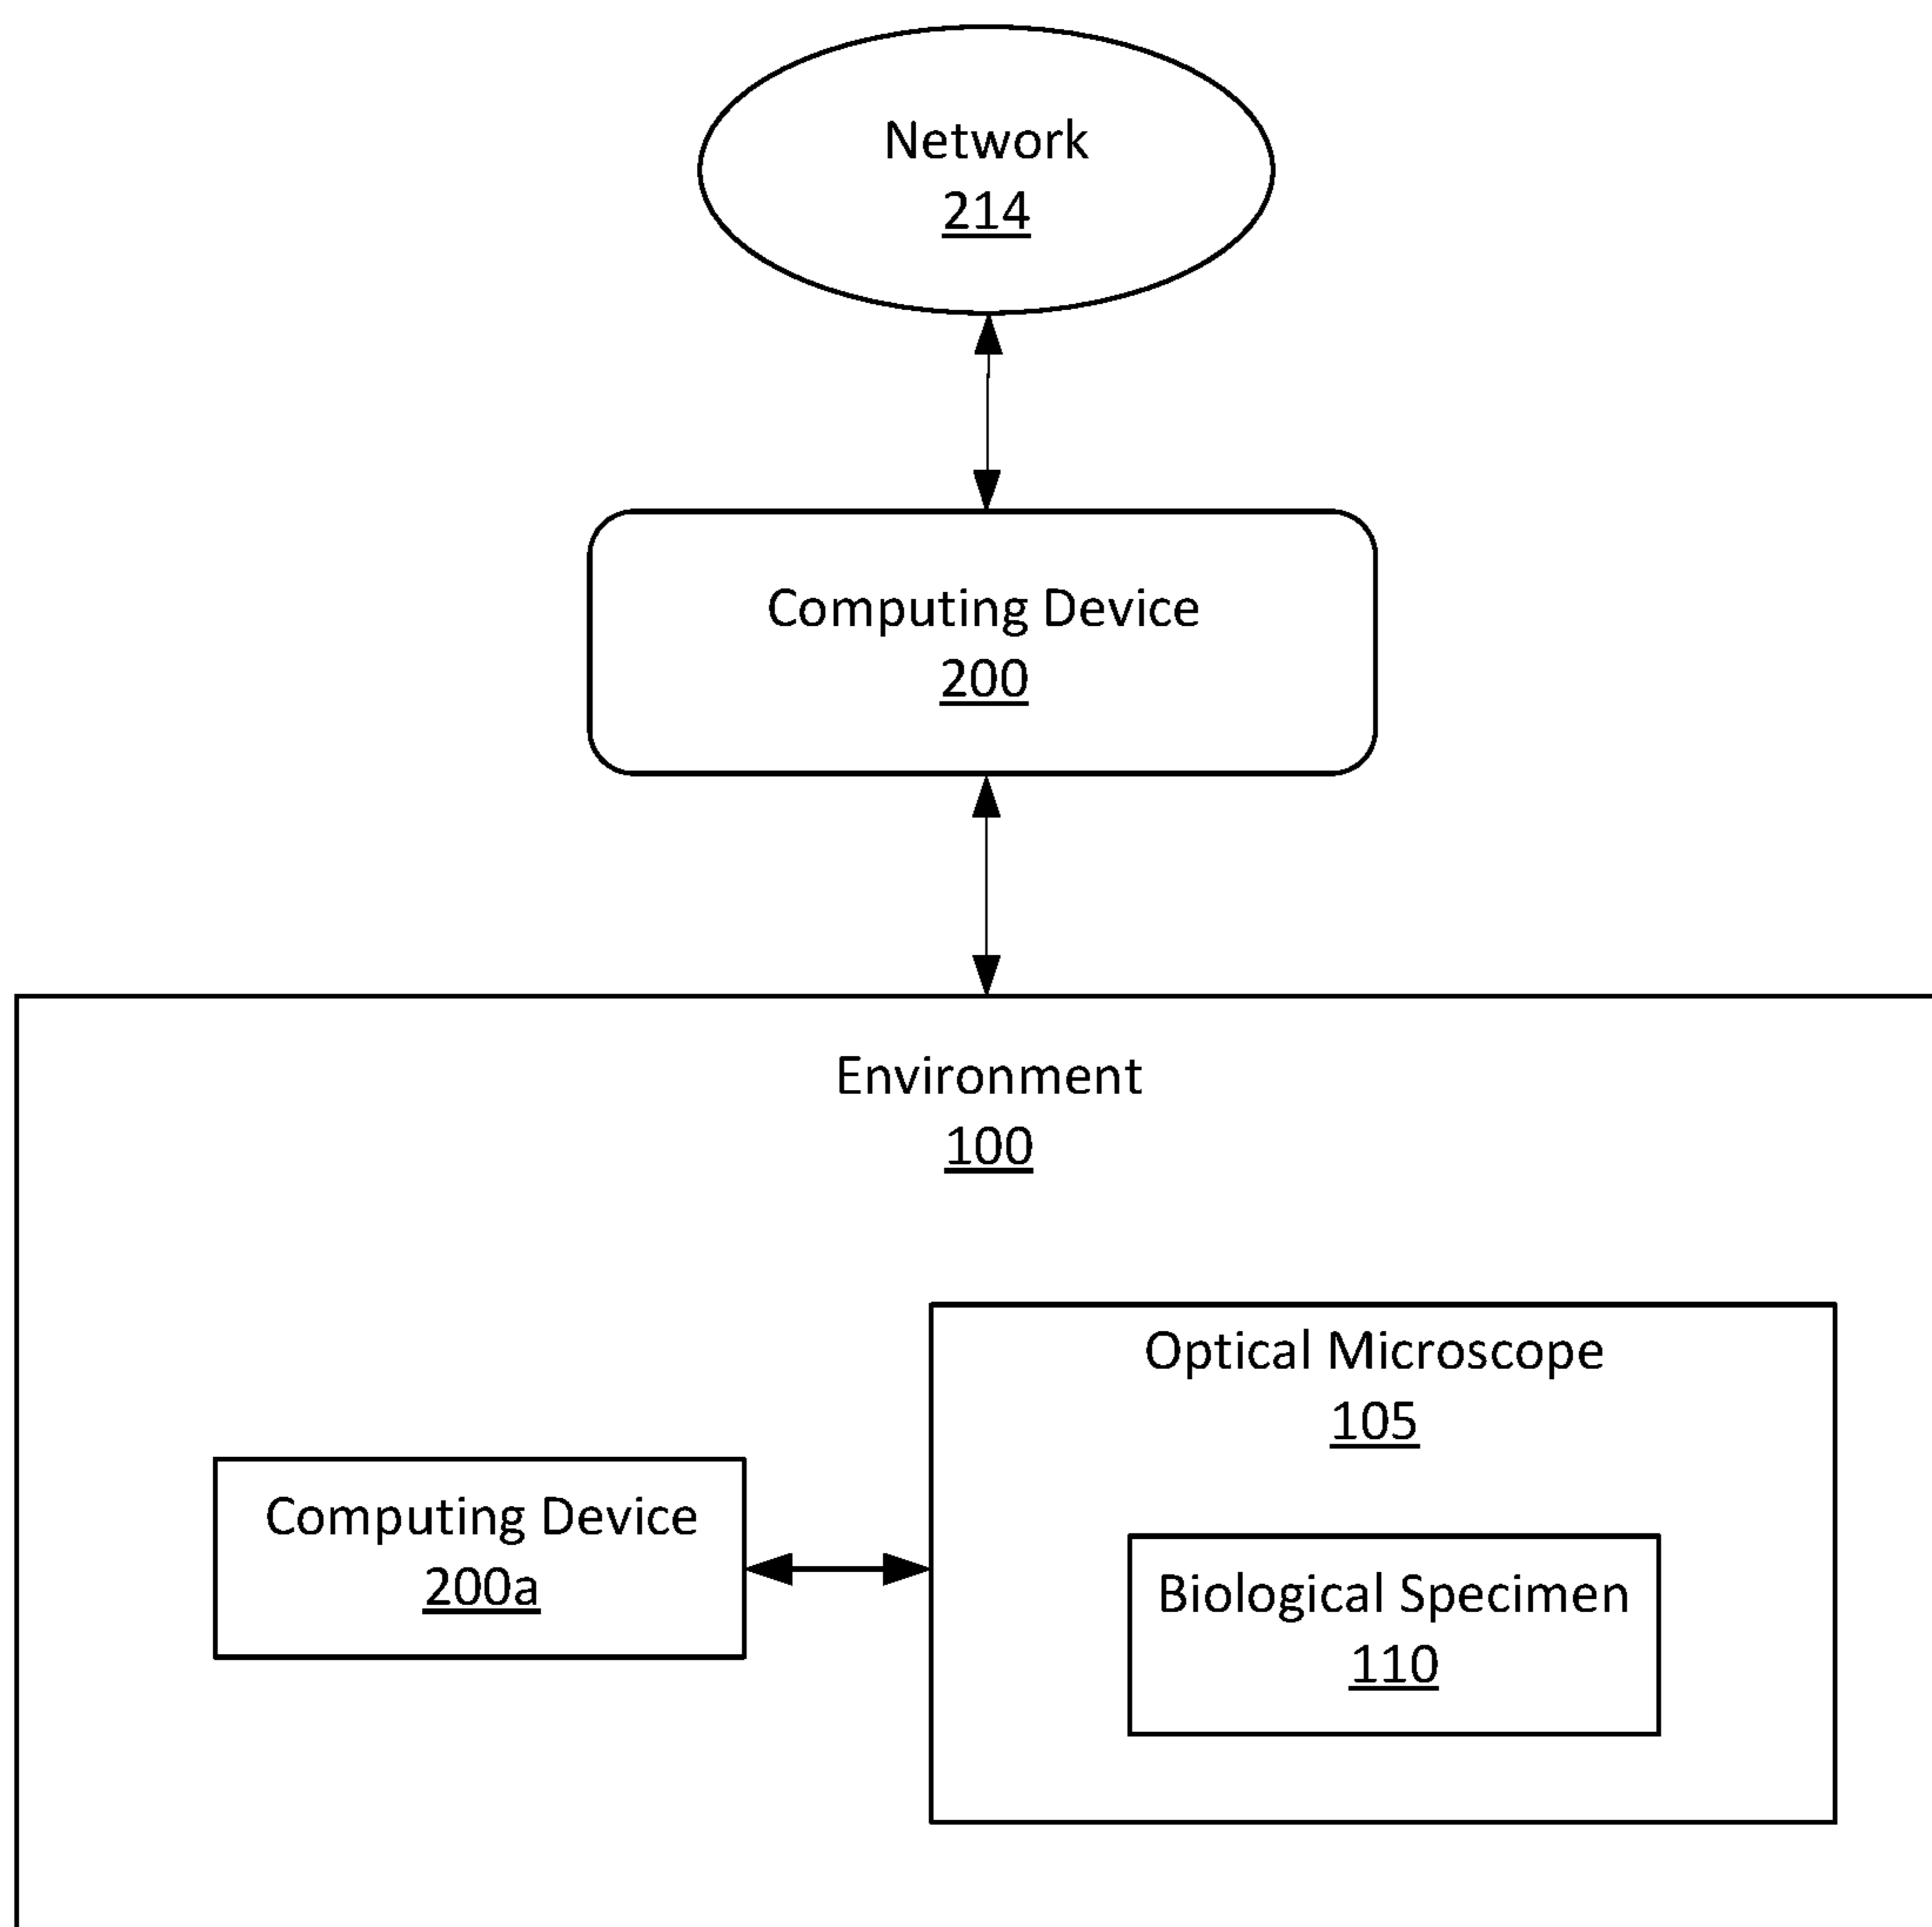 Network
214
Computing Device
200
Environment
100
Optical Microscope
105
Computing Device
200a
Biological Specimen
110